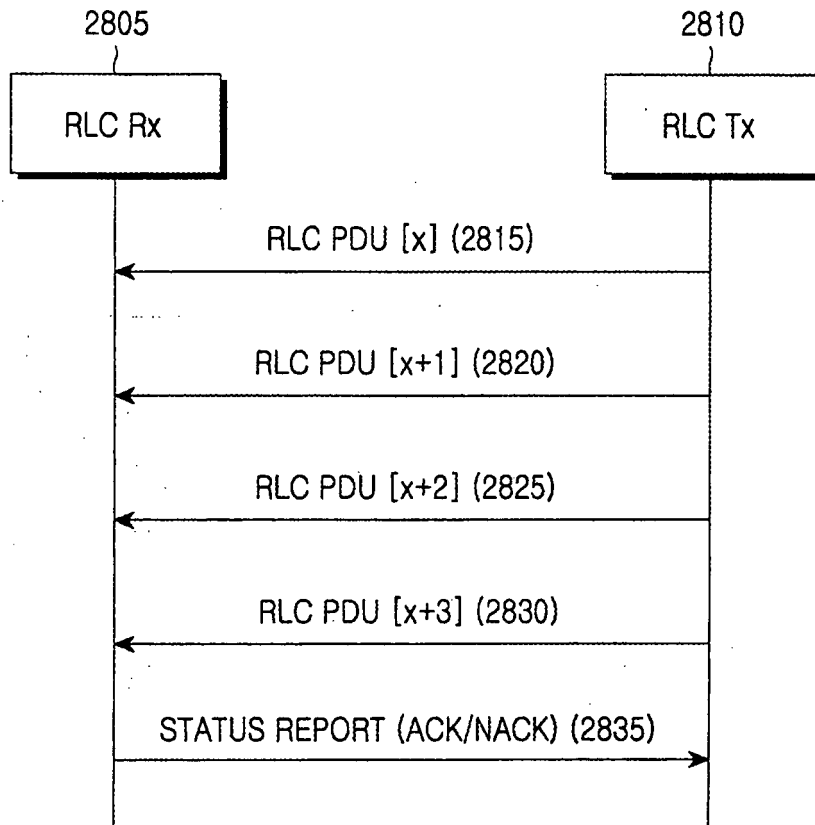 2805 2810
RLC Rx RLC Tx
RLC PDU [x] (2815)
RLC PDU [x+1] (2820)
RLC PDU [x+2] (2825)
RLC PDU [x+3] (2830)
STATUS REPORT (ACK/NACK) (2835)